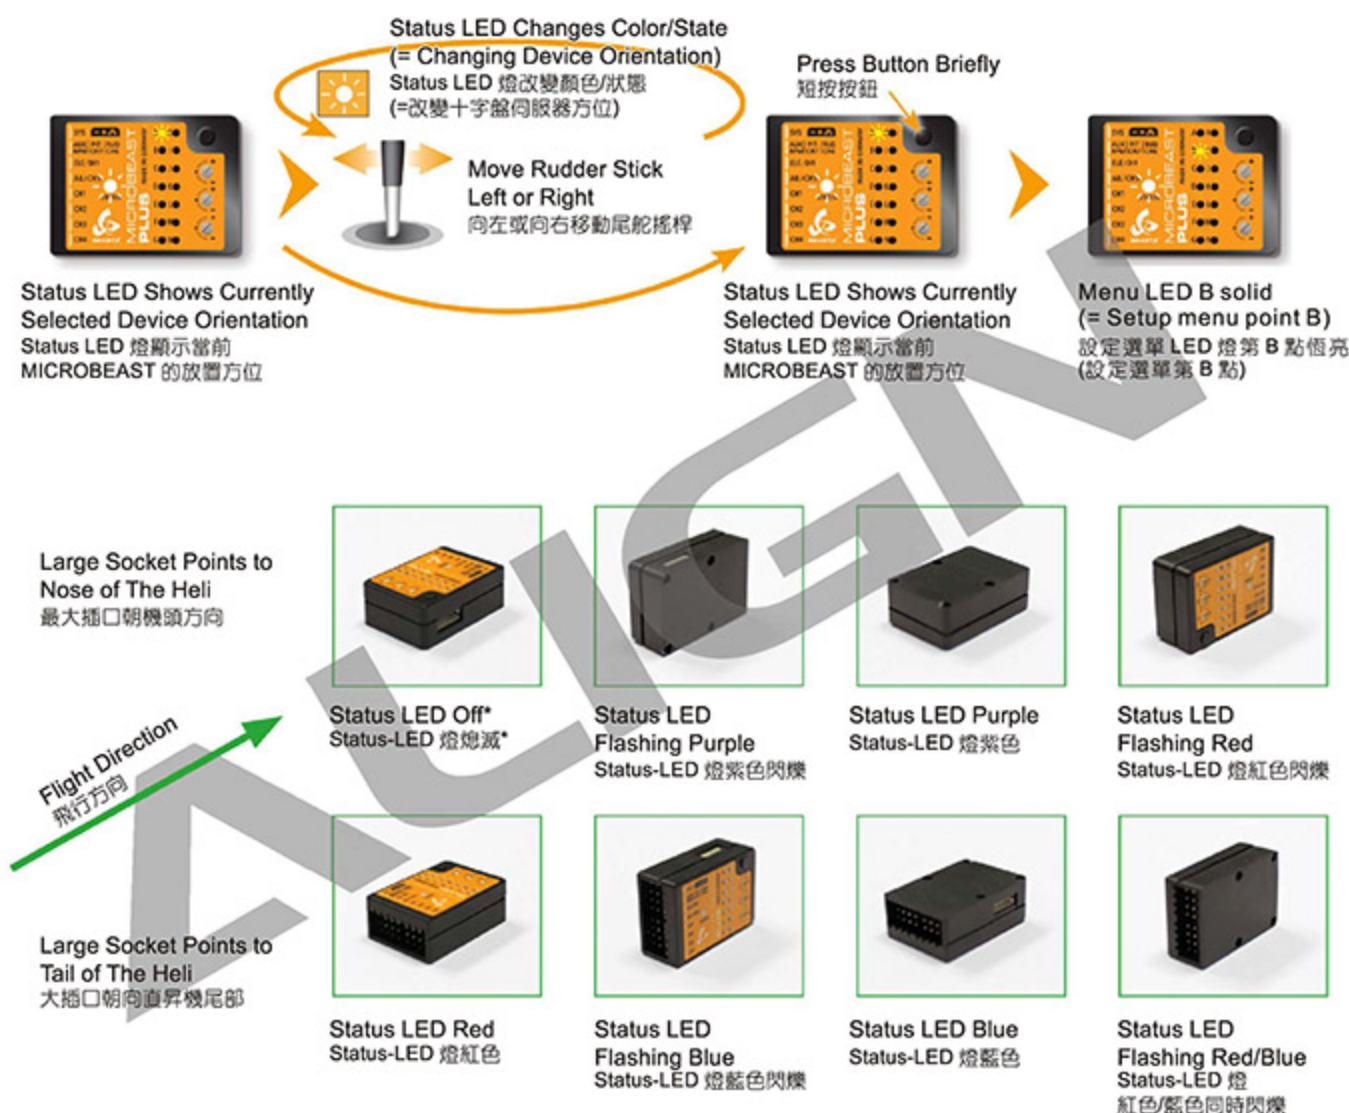 Status LED Changes Color/State
(= Changing Device Orientation)
Status LED 燈改變顏色/狀態
(=改變十字盤伺服器方位)
Press Button Briefly
短按按鈕
Move Rudder Stick
Left or Right
向左或向右移動尾舵搖桿
MICROBEAST
PLUS
MICROBEAST
PLUS
MICROBEAST
PLUS
Status LED Shows Currently
Selected Device Orientation
Status LED 燈顯示當前
MICROBEAST 的放置方位
Status LED Shows Currently
Selected Device Orientation
Status LED 燈顯示當前
MICROBEAST 的放置方位
Menu LED B solid
(= Setup menu point B)
設定選單 LED 燈第 B 點恆亮
(設定選單第 B 點)
ALIGN
Large Socket Points to
Nose of The Heli
最大插口朝機頭方向
Status LED Off*
Status-LED 燈熄滅*
Status LED
Flashing Purple
Status-LED 燈紫色閃爍
Status LED Purple
Status-LED 燈紫色
Status LED
Flashing Red
Status-LED 燈紅色閃爍
Flight Direction
飛行方向
Large Socket Points to
Tail of The Heli
大插口朝向直昇機尾部
Status LED Red
Status-LED 燈紅色
Status LED
Flashing Blue
Status-LED 燈藍色閃爍
Status LED Blue
Status-LED 燈藍色
Status LED
Flashing Red/Blue
Status-LED 燈
紅色/藍色同時閃爍